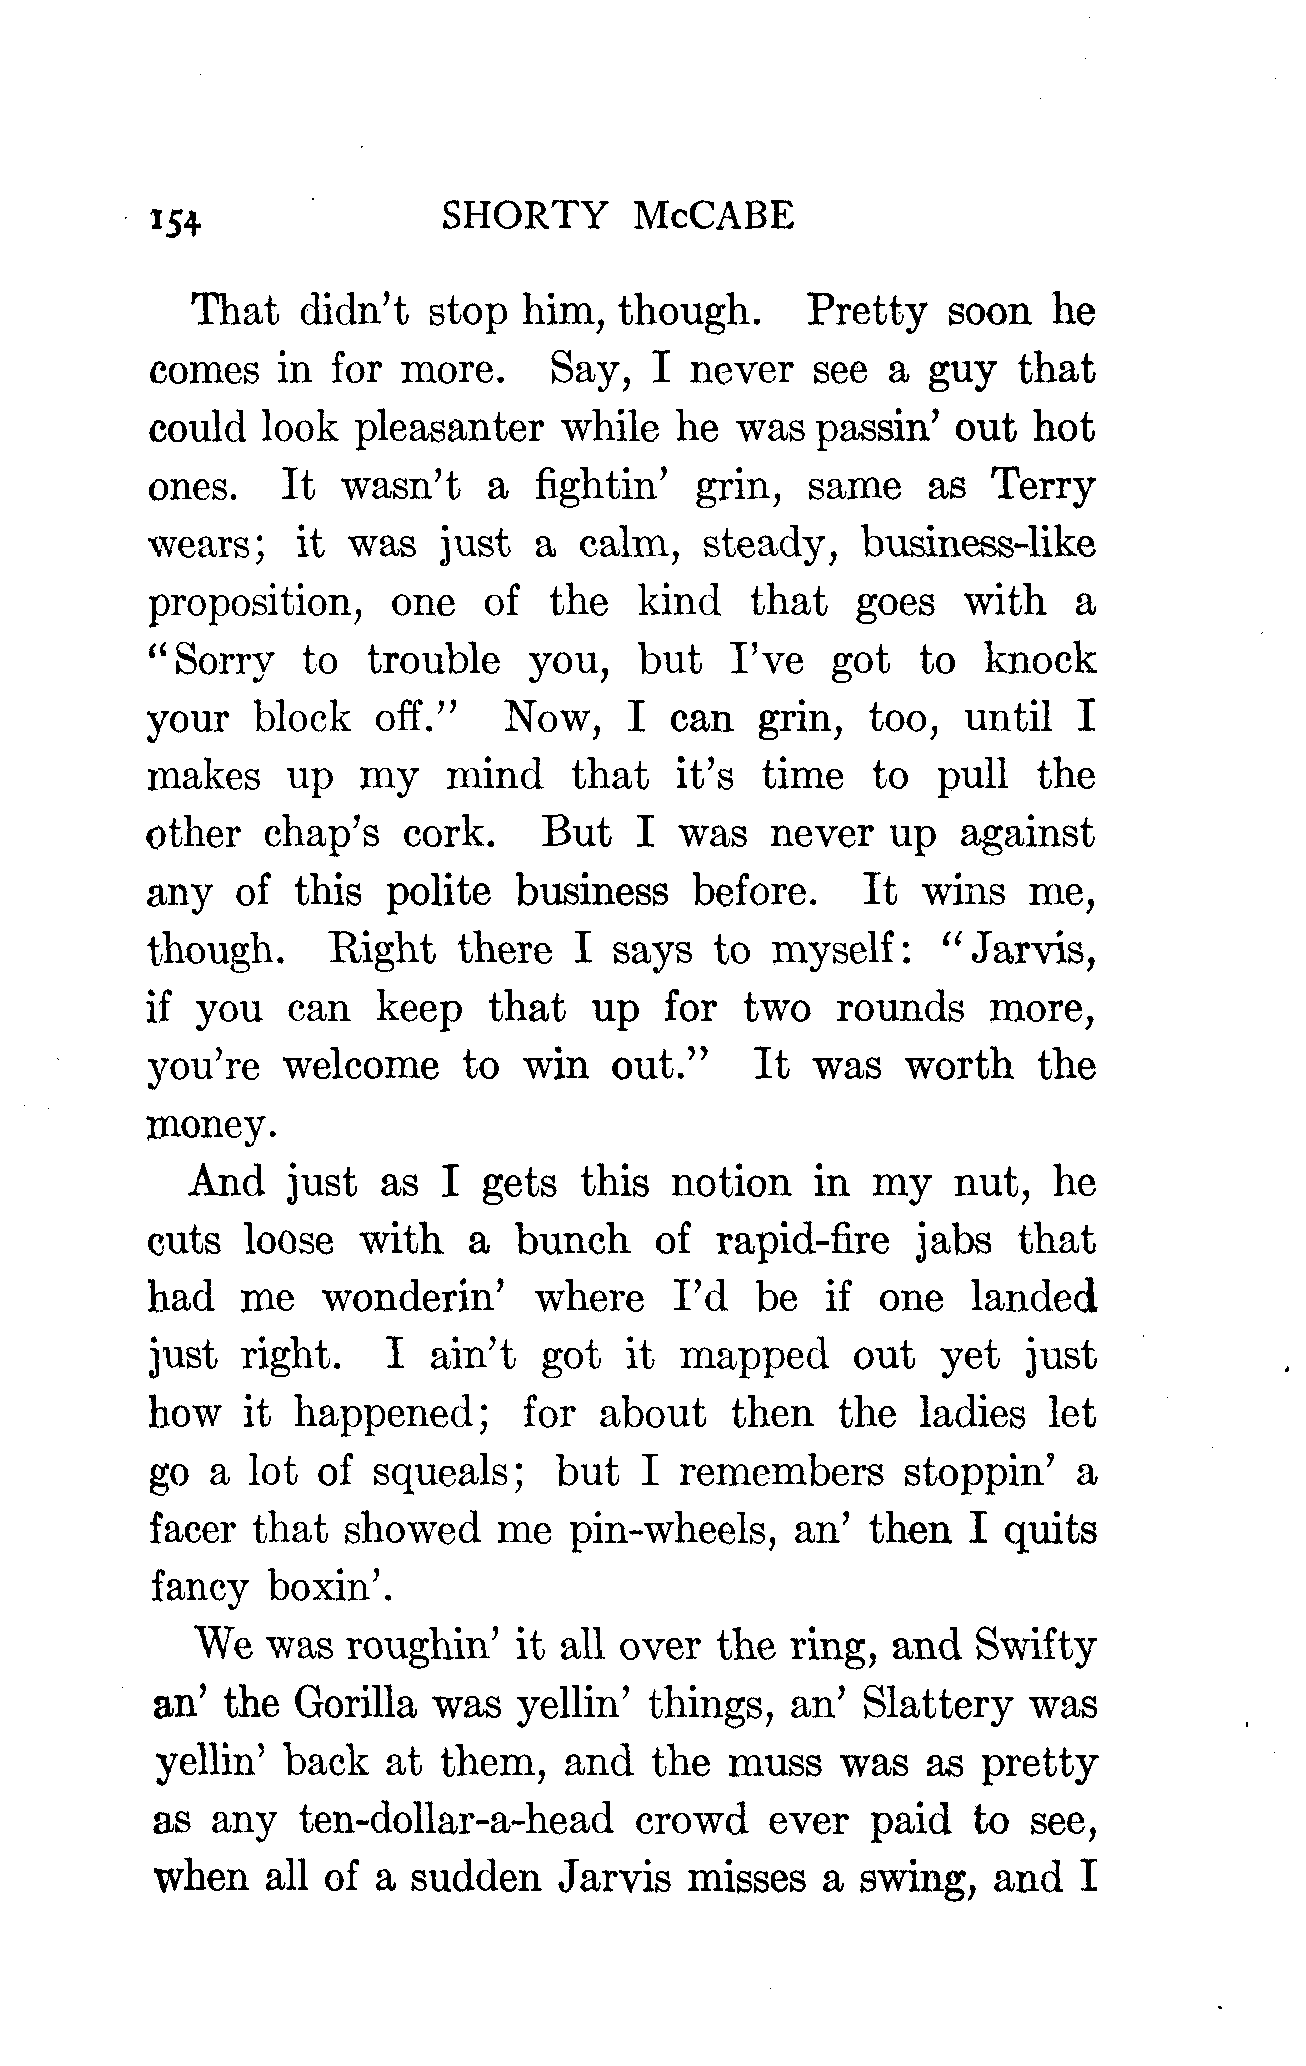 154 SHORTY McCABE
That didn't stop him, though. Pretty soon he
comes in for more. Say, I never see a guy that
could look pleasanter while he was passin' out hot
ones. It wasn't a fightin' grin, same as Terry
wears; it was just a calm, steady, business-like
proposition, one of the kind that goes with a
"Sorry to trouble you, but I've got to knock
your block off." Now, I can grin, too, until I
makes up my mind that it's time to pull the
other chap's cork. But I was never up against
any of this polite business before. It wins me,
though. Right there I says to myself: "Jarvis,
if you can keep that up for two rounds more,
you're welcome to win out." It was worth the
money.
And just as I gets this notion in my nut, he
cuts loose with a bunch of rapid-fire jabs that
had me wonderin' where I'd be if one landed
just right. I ain't got it mapped out yet just
how it happened; for about then the ladies let
go a lot of squeals; but I remembers stoppin' a
facer that showed me pin-wheels, an' then I quits
fancy boxin'.
We was roughin' it all over the ring, and Swifty
an' the Gorilla was yellin' things, an' Slattery was
yellin' back at them, and the muss was as pretty
as any ten-dollar-a-head crowd ever paid to see,
when all of a sudden Jarvis misses a swing, and I